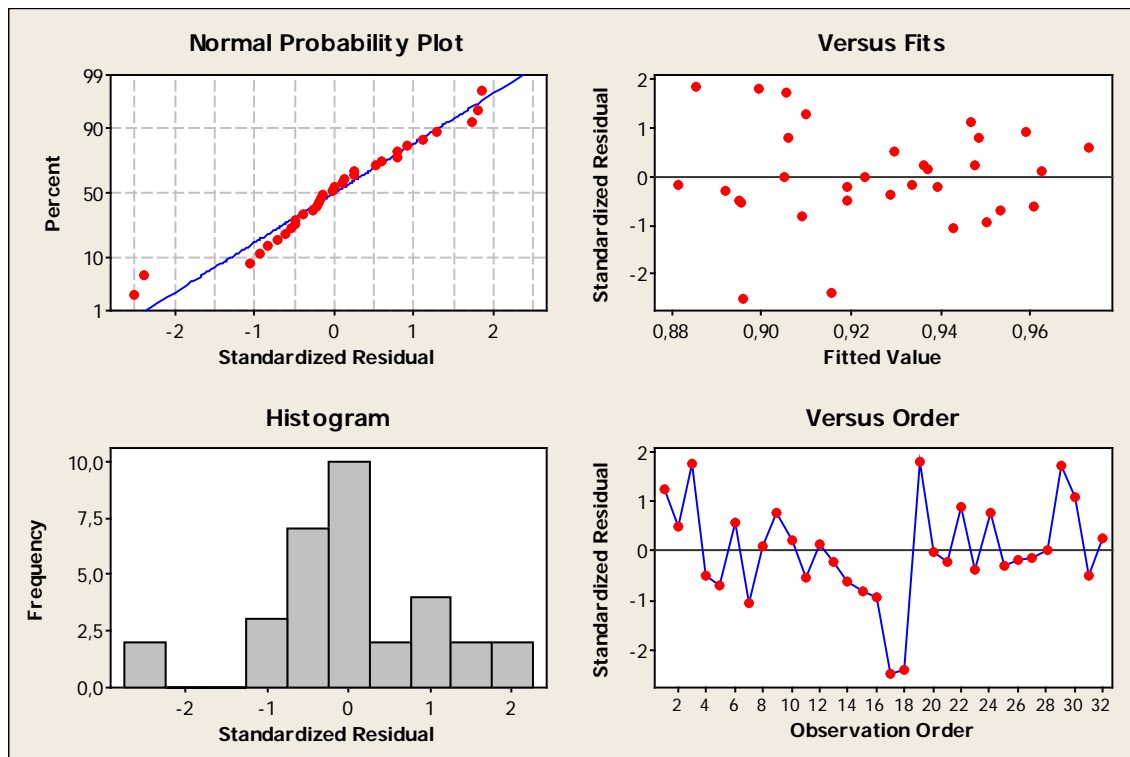 Normal Probability Plot
99
90
50
10
1
Percent
-2 -1 0 1 2
Standardized Residual
Versus Fits
2
1
0
-1
-2
Standardized Residual
0,88 0,90 0,92 0,94 0,96
Fitted Value
Histogram
10,0
7,5
5,0
2,5
0,0
Frequency
-2 -1 0 1 2
Standardized Residual
Versus Order
2
1
0
-1
-2
Standardized Residual
2 4 6 8 10 12 14 16 18 20 22 24 26 28 30 32
Observation Order